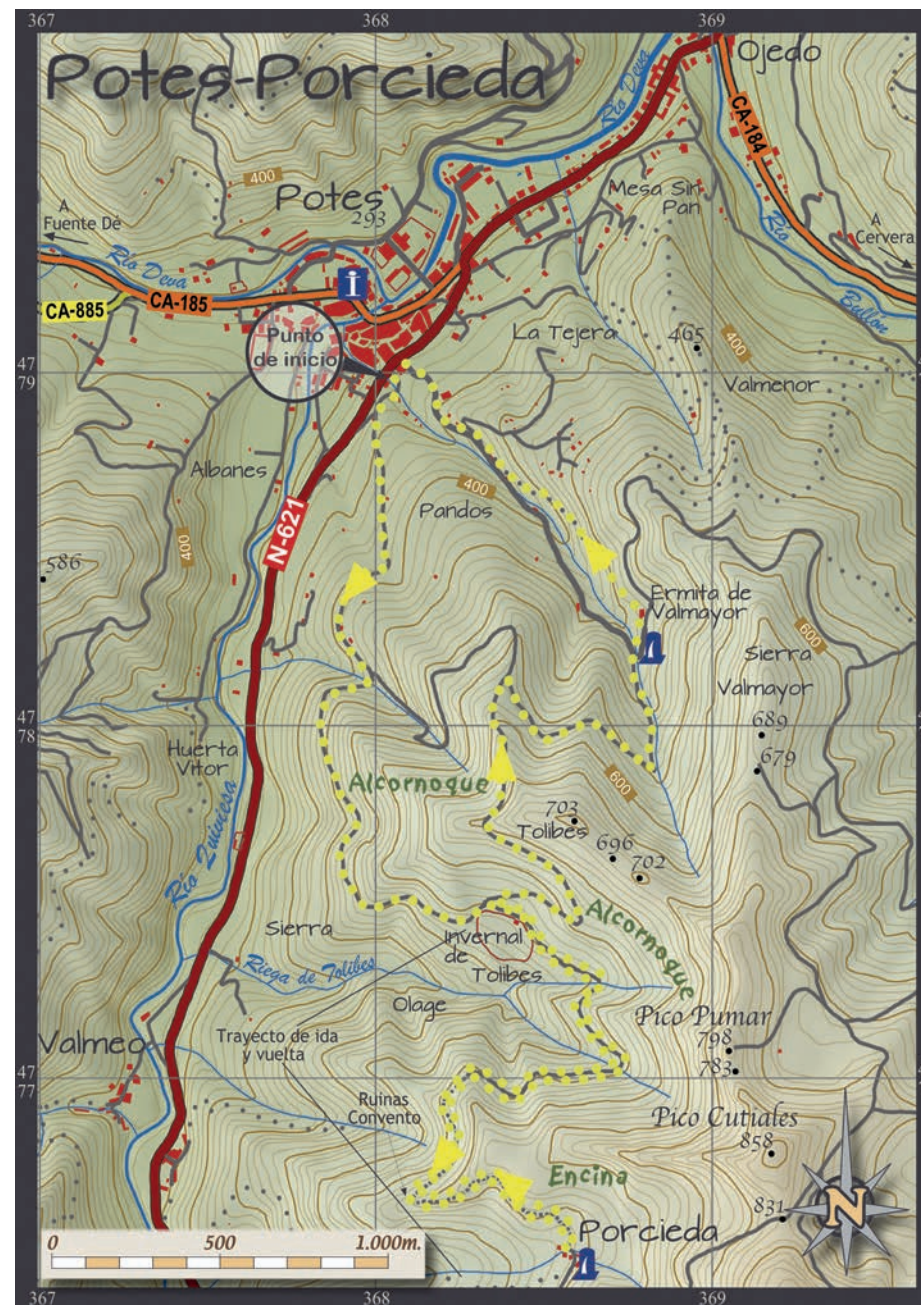 367
368
369
Potes-Porcieda
Ojedo
Río Deva
CA-184
400
Potes
293
Mesa Sin
Pan
A
Fuente Dé
A
Cervera
Río Deva
Río
Bullón
i
CA-885
CA-185
Punto
de inicio
La Tejera
465
400
47
79
Valmenor
Albanes
400
Pandos
N-621
400
586
Ermita de
Valmayor
600
Sierra
Valmayor
47
78
689
679
Huerta
Vitor
Alcornoque
600
703
Tolibes
696
702
Río Quiviesa
Alcornoque
Sierra
Invernal
de
Tolibes
Riega de Tolibes
Olage
Pico Pumar
798
783
Valmeo
Trayecto de ida
y vuelta
47
77
Ruinas
Convento
Pico Cutiales
858
Encina
N
831
Porcieda
0
500
1.000m.
367
368
369